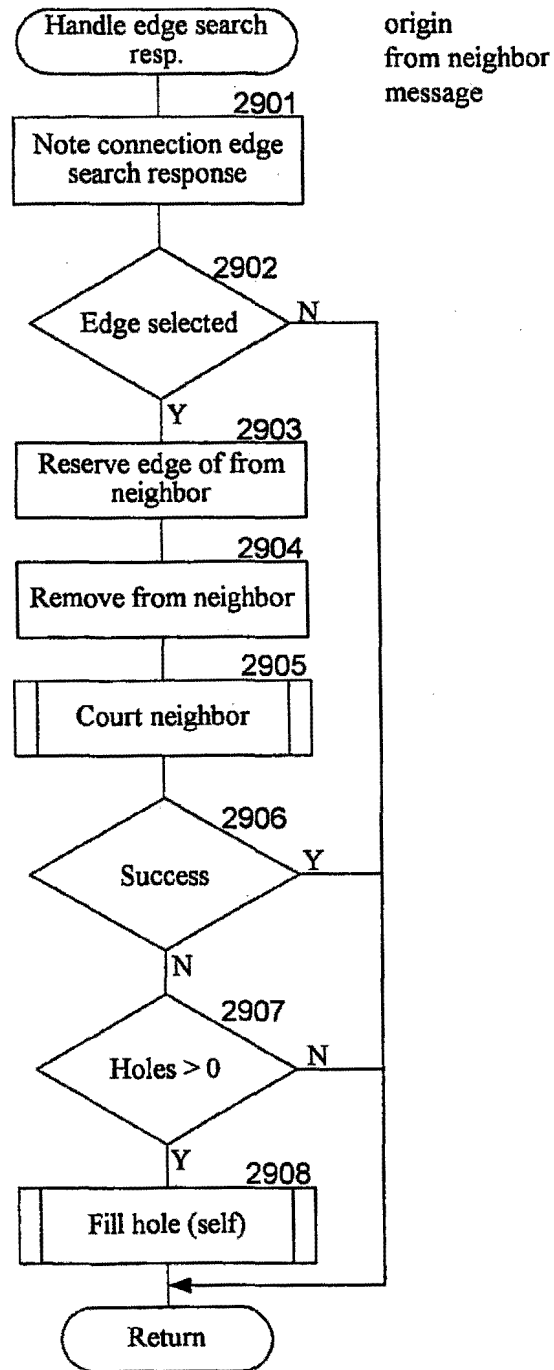 Handle edge search
resp.
origin
from neighbor
message
2901
Note connection edge
search response
2902
Edge selected
N
Y
2903
Reserve edge of from
neighbor
2904
Remove from neighbor
2905
Court neighbor
2906
Success
Y
N
2907
Holes > 0
N
Y
2908
Fill hole (self)
Return